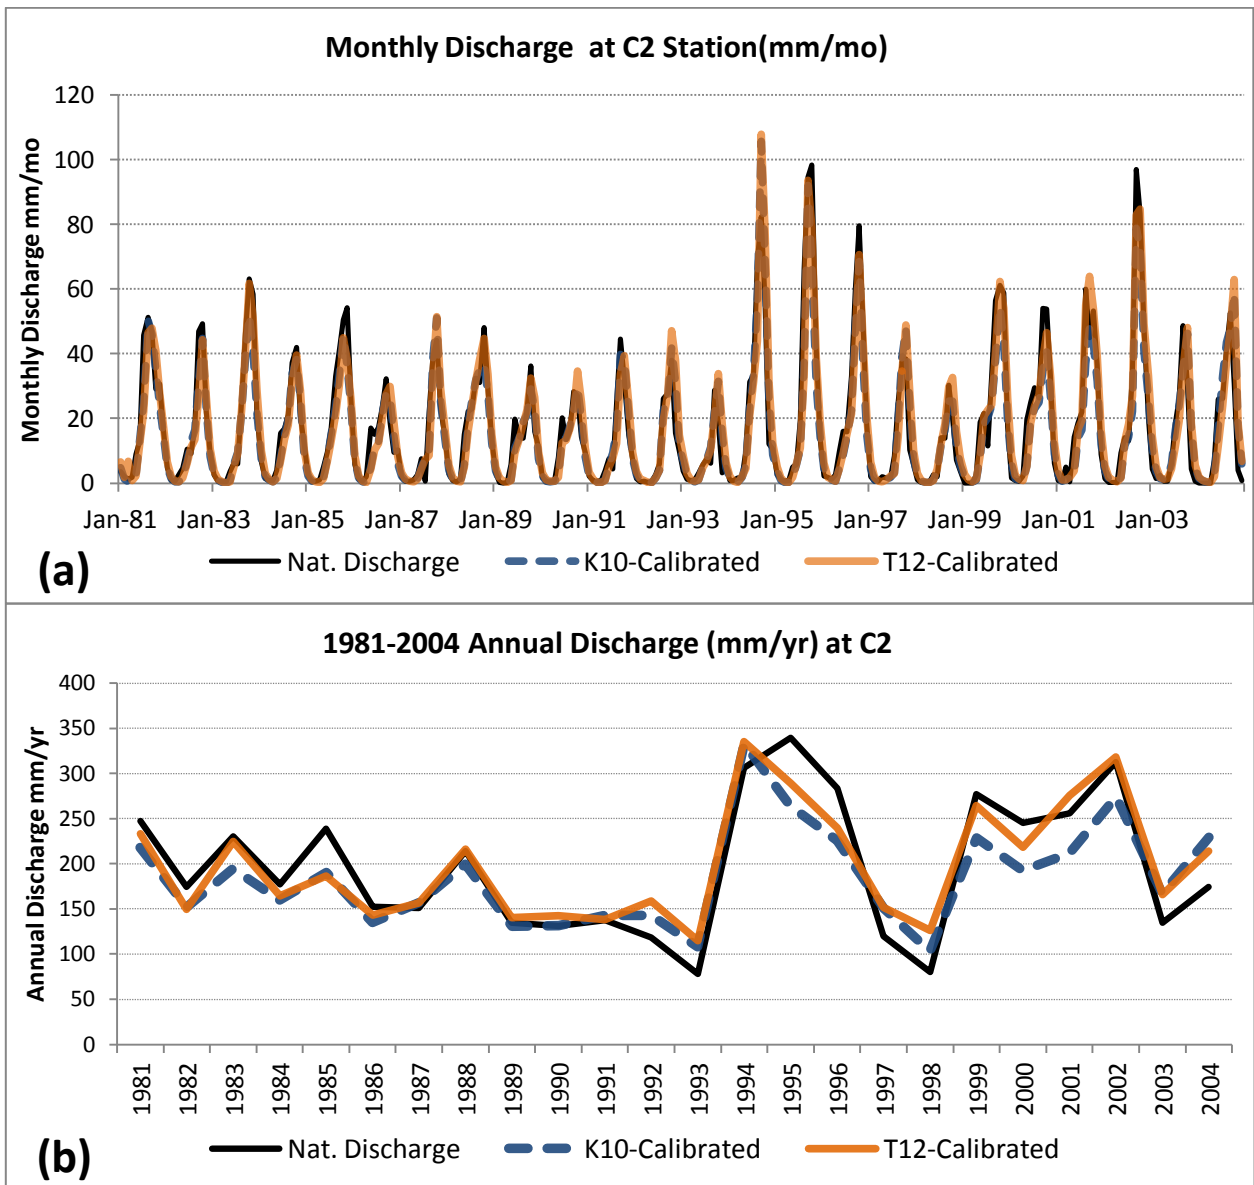 Monthly Discharge at C2 Station(mm/mo)
Monthly Discharge mm/mo
120
100
80
60
40
20
0
Jan-81 Jan-83 Jan-85 Jan-87 Jan-89 Jan-91 Jan-93 Jan-95 Jan-97 Jan-99 Jan-01 Jan-03
(a) Nat. Discharge K10-Calibrated T12-Calibrated
1981-2004 Annual Discharge (mm/yr) at C2
Annual Discharge mm/yr
400
350
300
250
200
150
100
50
0
1981 1982 1983 1984 1985 1986 1987 1988 1989 1990 1991 1992 1993 1994 1995 1996 1997 1998 1999 2000 2001 2002 2003 2004
(b) Nat. Discharge K10-Calibrated T12-Calibrated